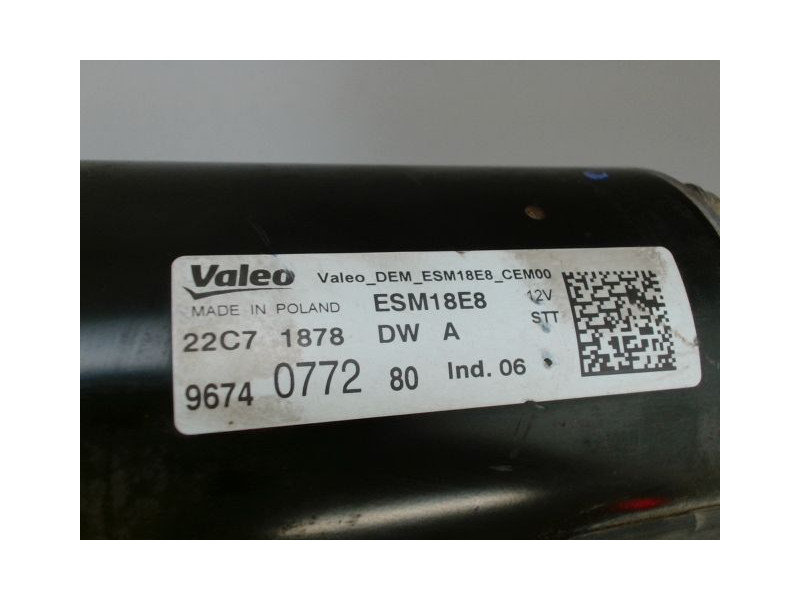 Valeo Valeo_DEM_ESM18E8_CEM00
MADE IN POLAND ESM18E8 12V
22C7 1878 DW A STT
9674 0772 80 Ind. 06